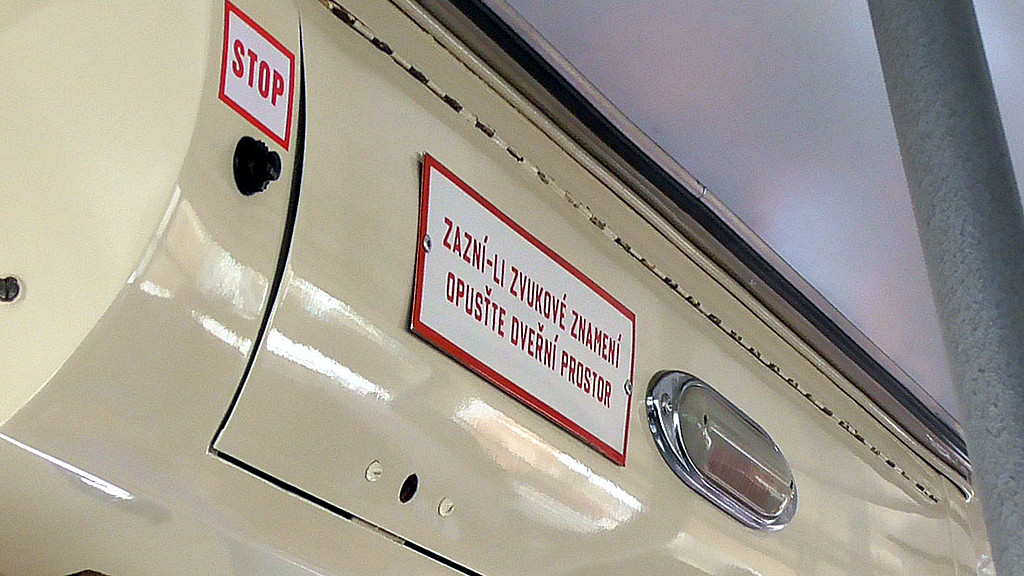 STOP
ZAZNÍ-LI ZVUKOVÉ ZNAMENÍ
OPUSŤTE DVEŘNÍ PROSTOR